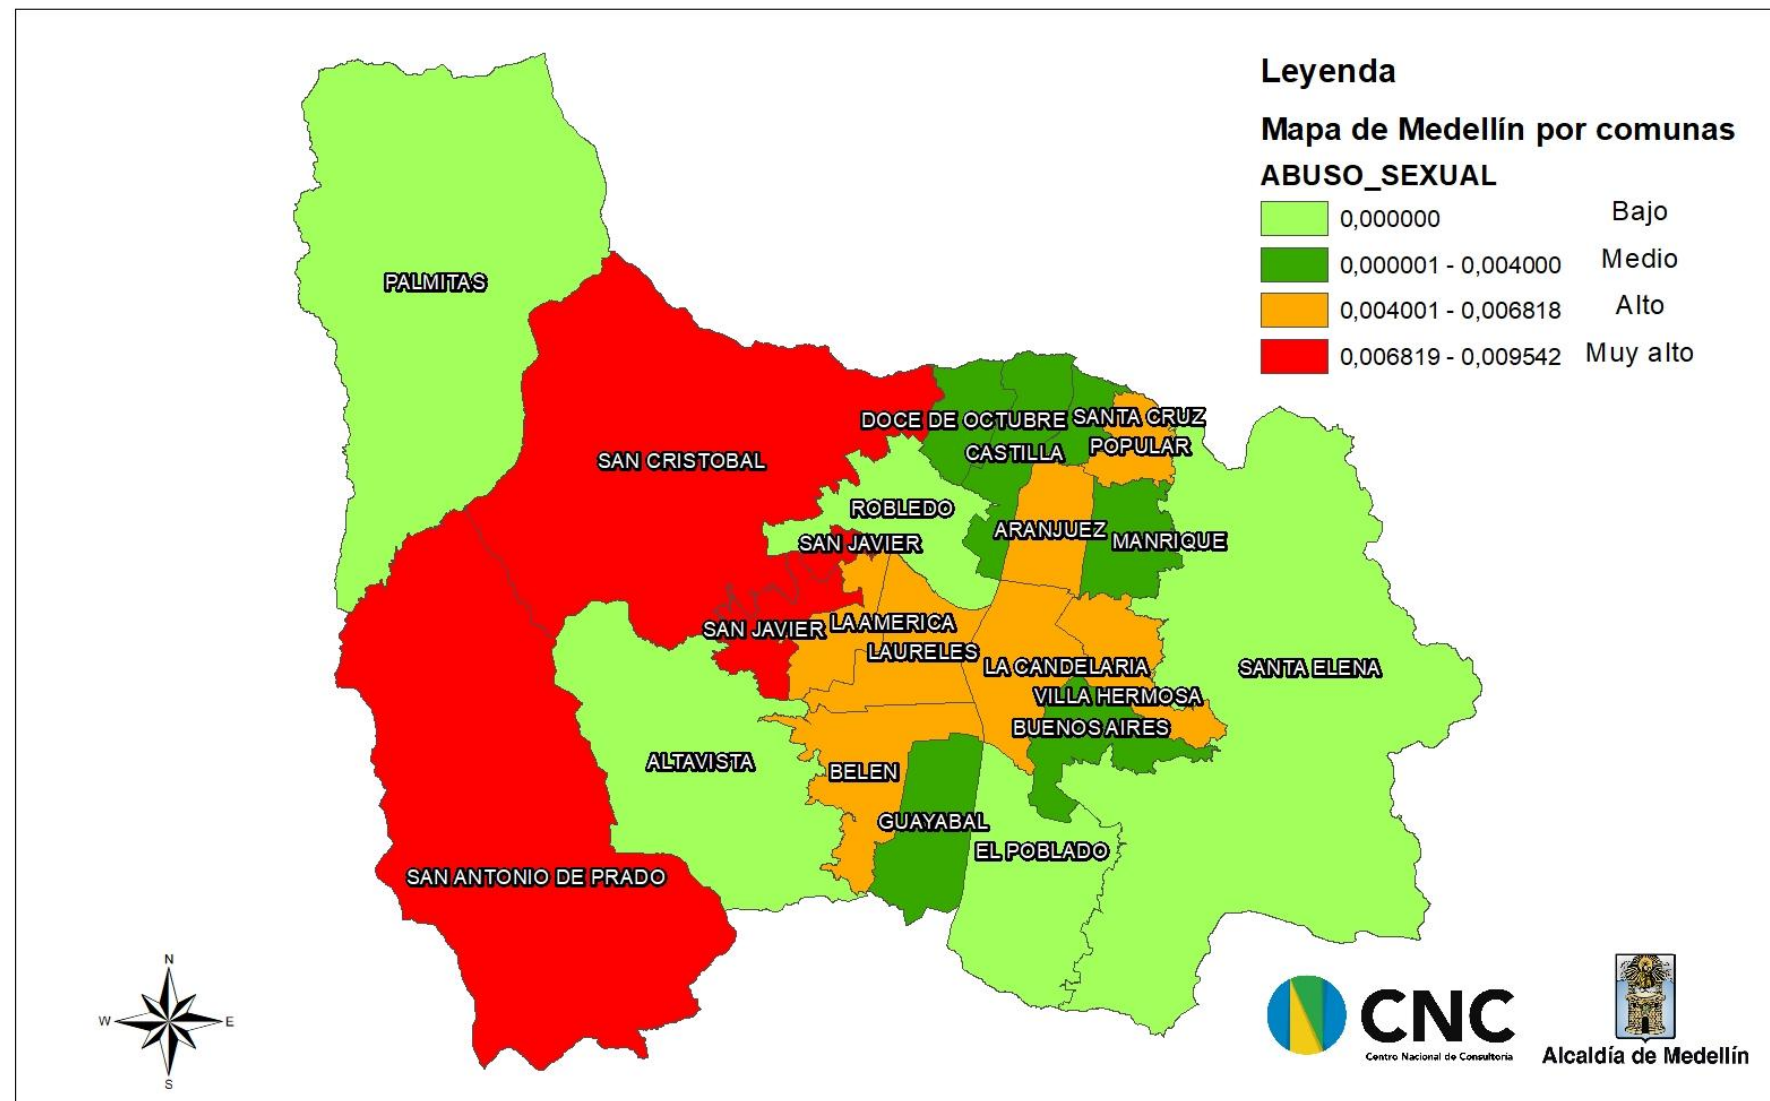 Leyenda
Mapa de Medellín por comunas
ABUSO_SEXUAL
0,000000 Bajo
0,000001 - 0,004000 Medio
0,004001 - 0,006818 Alto
0,006819 - 0,009542 Muy alto
PALMITAS
SAN CRISTOBAL
DOCE DE OCTUBRE
SANTA CRUZ
CASTILLA
POPULAR
ROBLEDO
ARANJUEZ
MANRIQUE
SAN JAVIER
SAN JAVIER
LA AMERICA
LAURELES
LA CANDELARIA
SANTA ELENA
VILLA HERMOSA
BUENOS AIRES
ALTAVISTA
BELEN
GUAYABAL
EL POBLADO
SAN ANTONIO DE PRADO
N
W
E
S
CNC
Centro Nacional de Consultoría
Alcaldía de Medellín